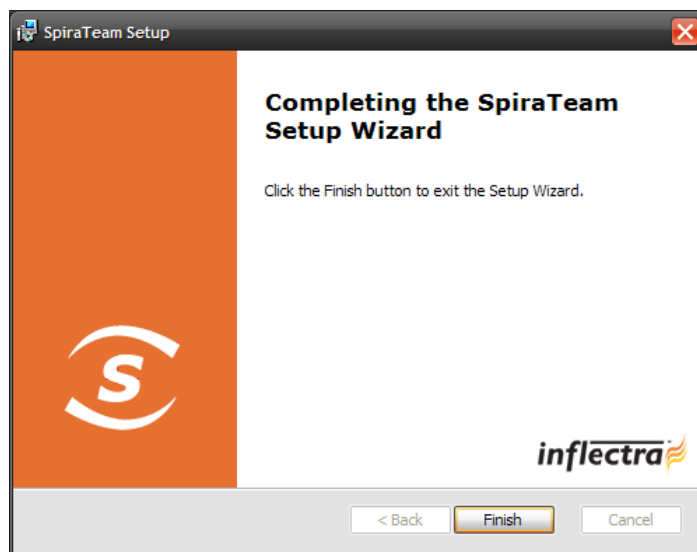 SpiraTeam Setup
Completing the SpiraTeam
Setup Wizard
Click the Finish button to exit the Setup Wizard.
S
inflectra
< Back
Finish
Cancel